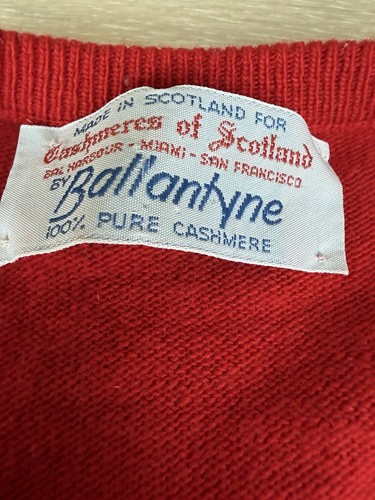 MADE IN SCOTLAND FOR
Cashmeres of Scotland
BAL HARBOUR - MIAMI - SAN FRANCISCO
BY Ballantyne
100% PURE CASHMERE